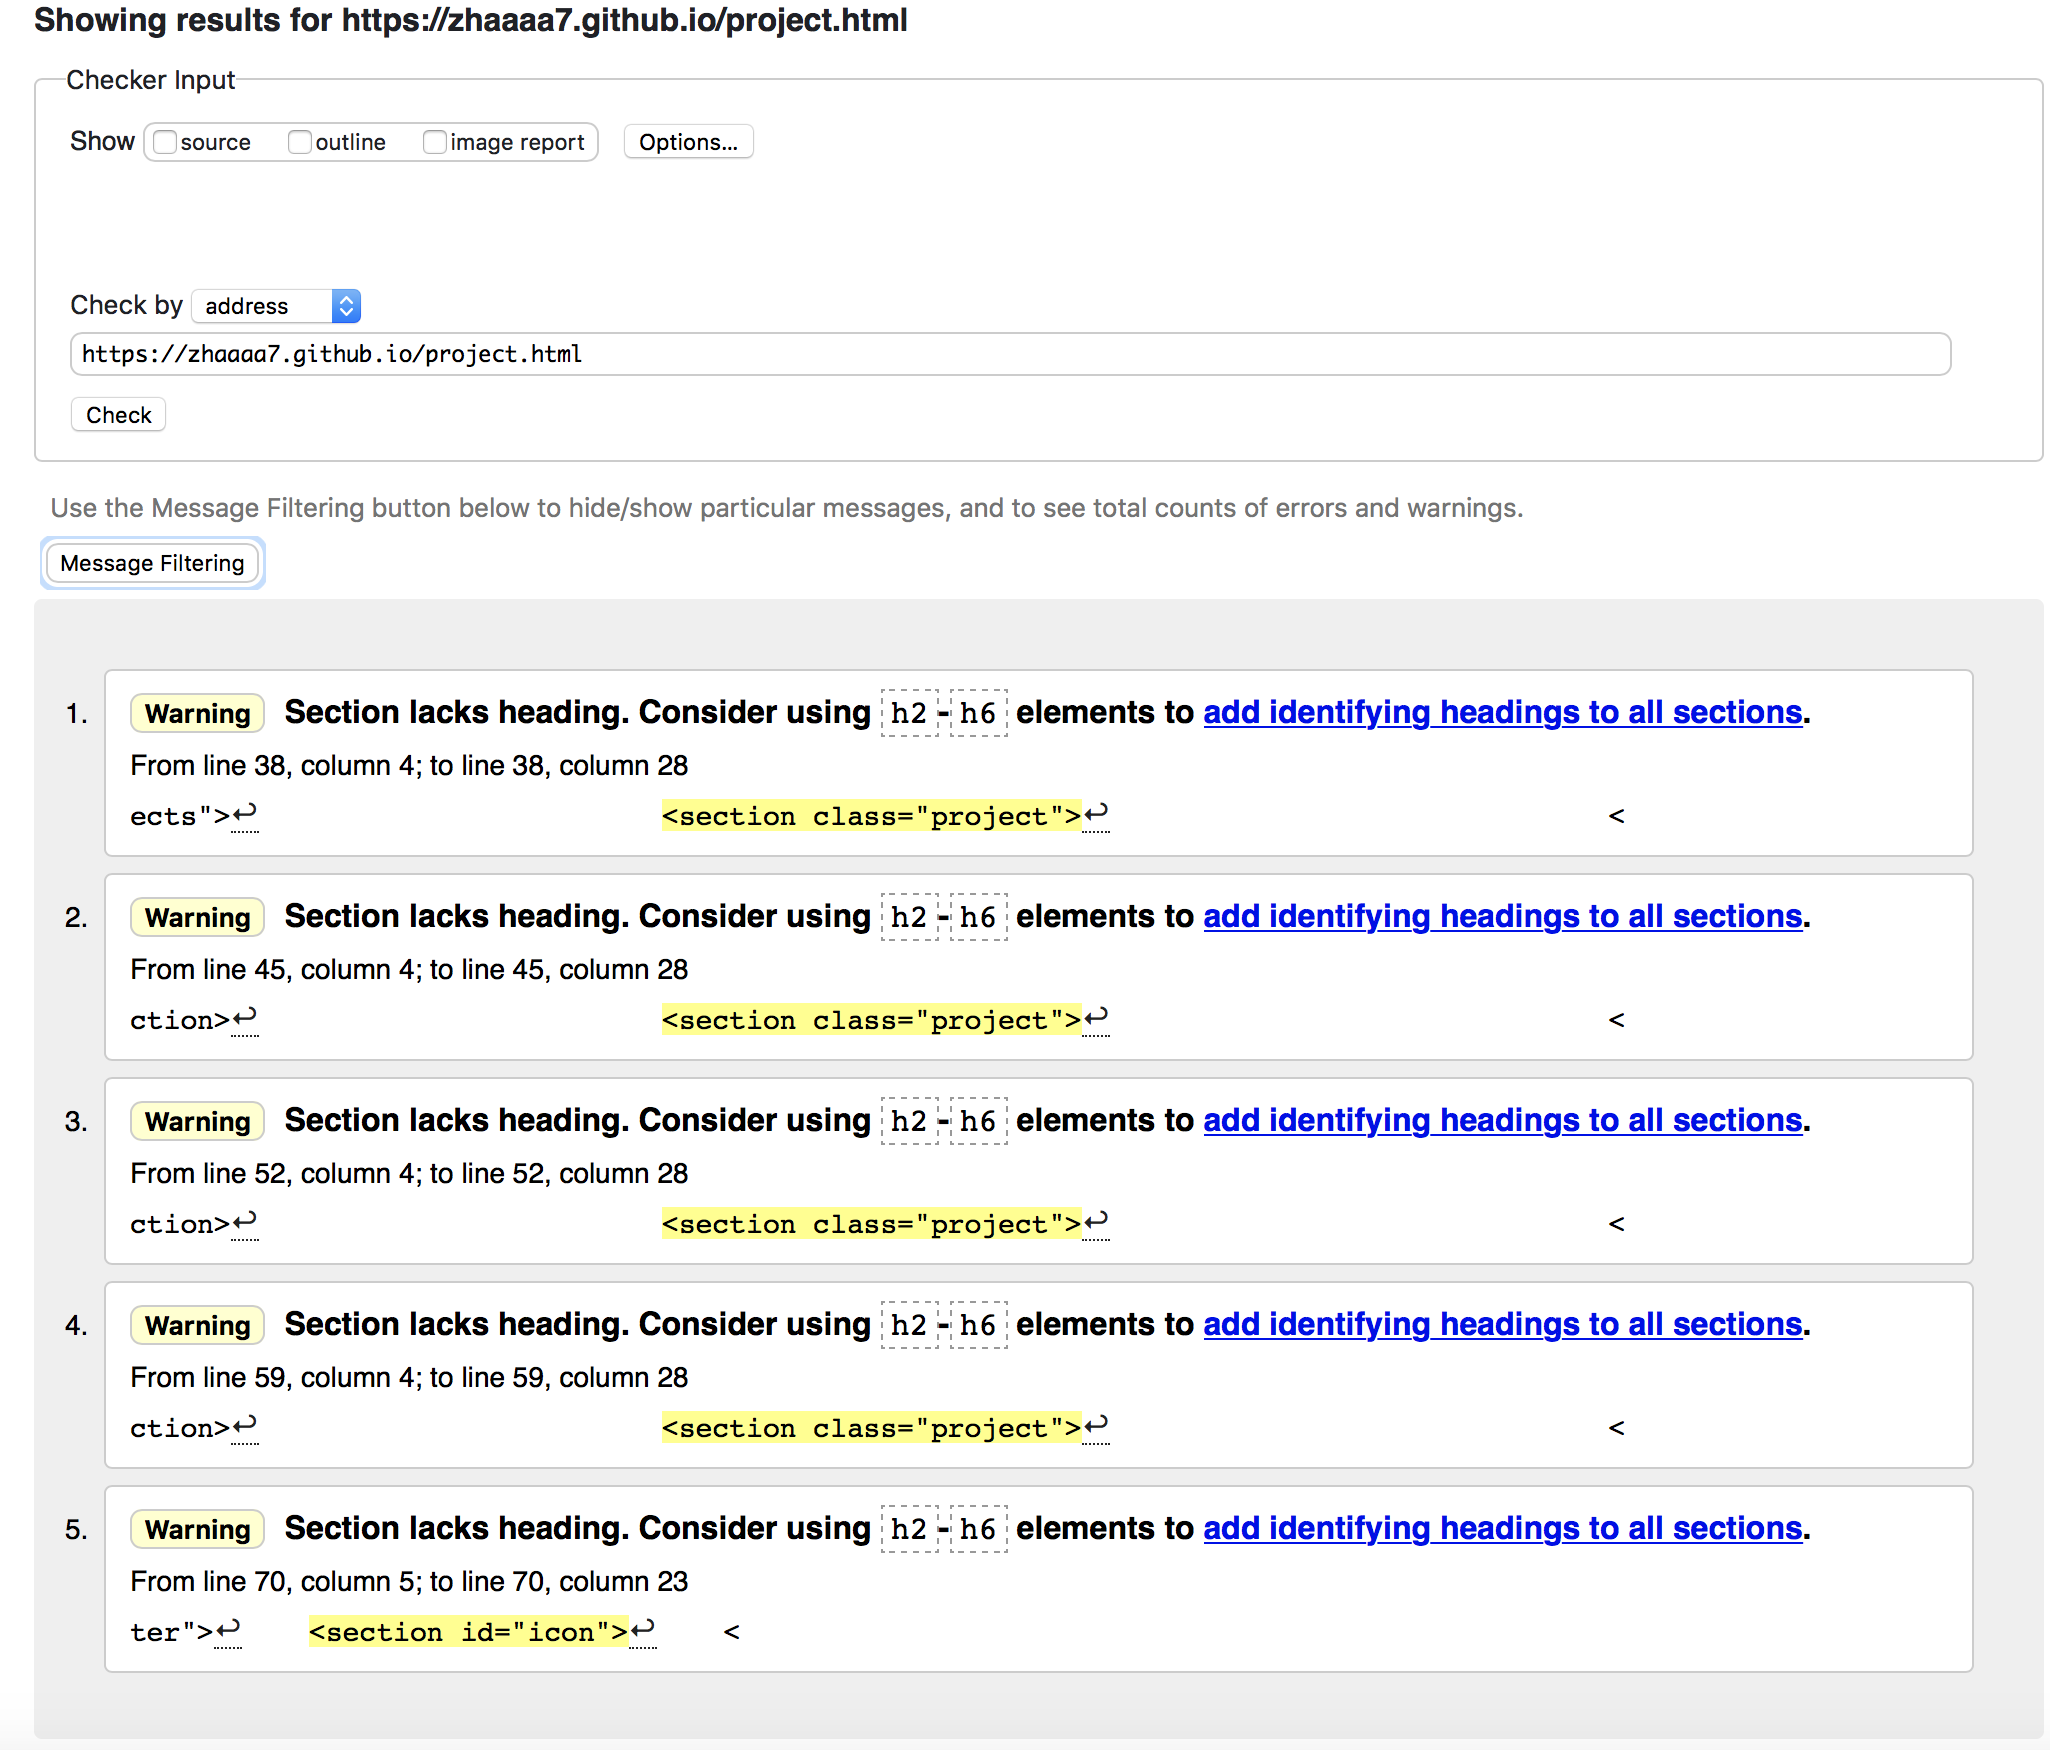 Showing results for https://zhaaaa7.github.io/project.html
Checker Input
Show source outline image report Options...
Check by address
https://zhaaaa7.github.io/project.html
Check
Use the Message Filtering button below to hide/show particular messages, and to see total counts of errors and warnings.
Message Filtering
1. Warning Section lacks heading. Consider using h2-h6 elements to add identifying headings to all sections.
From line 38, column 4; to line 38, column 28
ects">↩ <section class="project">↩ <
2. Warning Section lacks heading. Consider using h2-h6 elements to add identifying headings to all sections.
From line 45, column 4; to line 45, column 28
ction>↩ <section class="project">↩ <
3. Warning Section lacks heading. Consider using h2-h6 elements to add identifying headings to all sections.
From line 52, column 4; to line 52, column 28
ction>↩ <section class="project">↩ <
4. Warning Section lacks heading. Consider using h2-h6 elements to add identifying headings to all sections.
From line 59, column 4; to line 59, column 28
ction>↩ <section class="project">↩ <
5. Warning Section lacks heading. Consider using h2-h6 elements to add identifying headings to all sections.
From line 70, column 5; to line 70, column 23
ter">↩ <section id="icon">↩ <